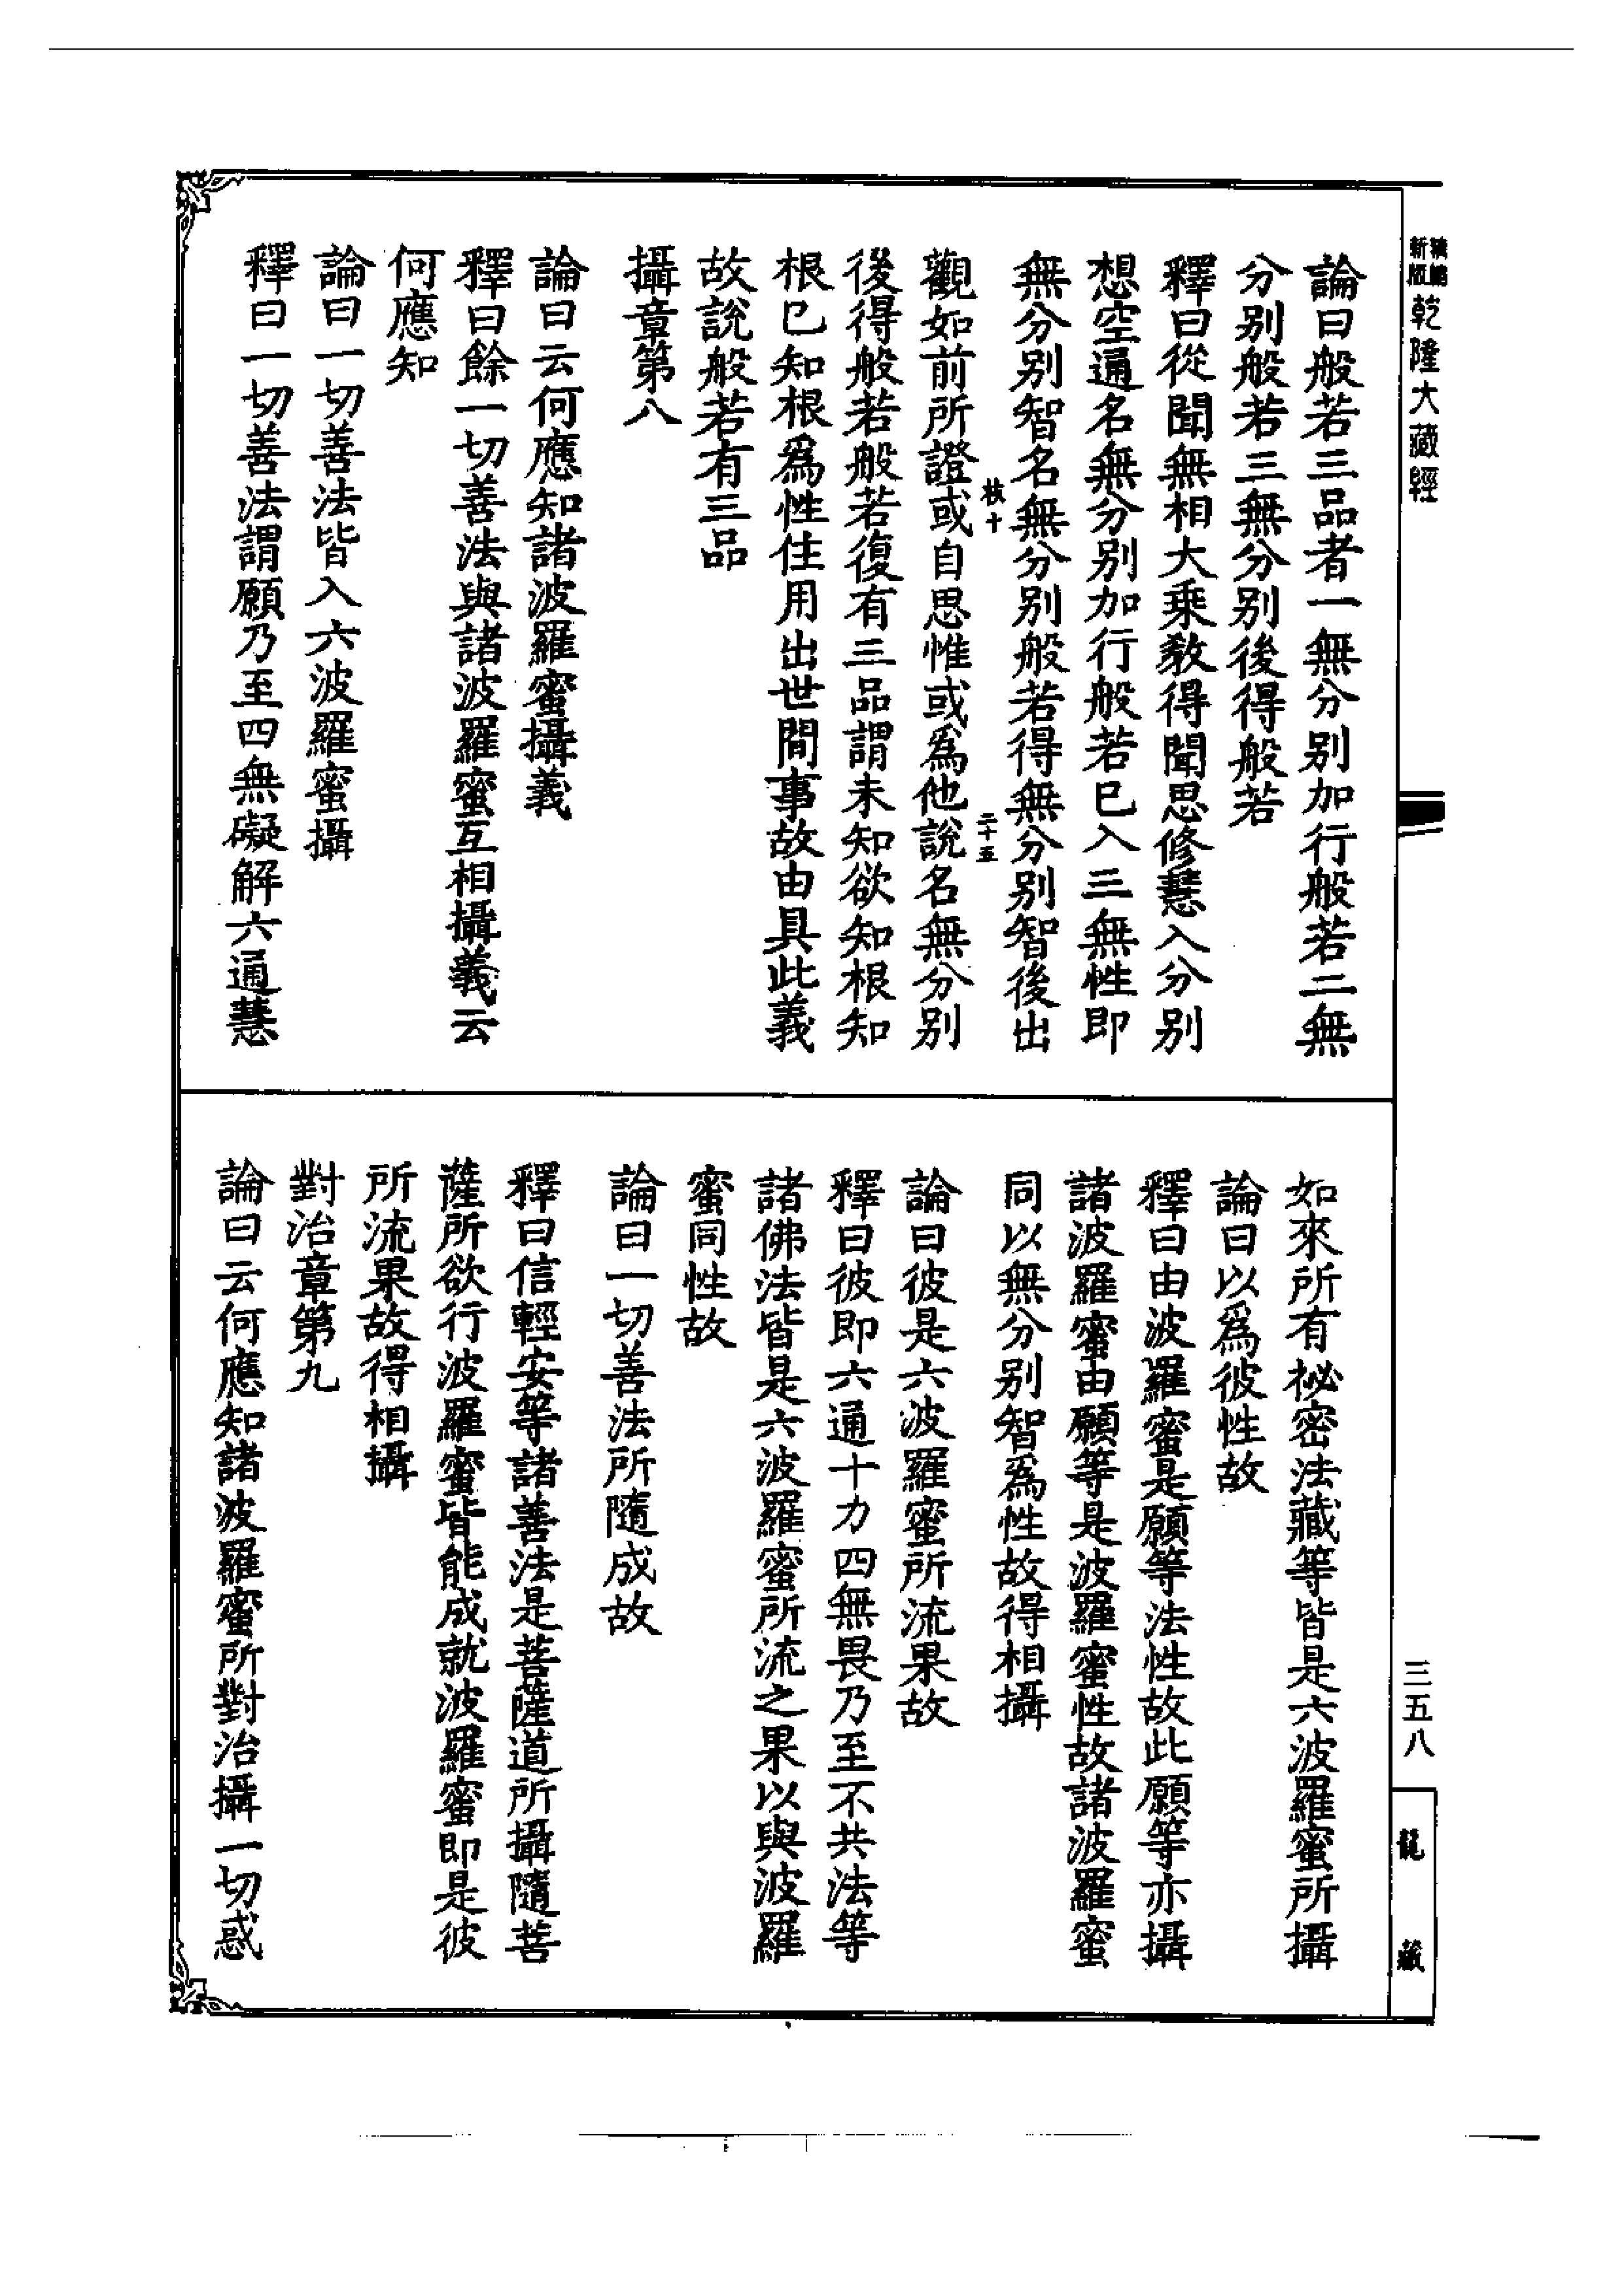 乾隆大藏經
論曰般若三品者一無分别加行般若二無
分别般若三無分别後得般若
釋曰從聞無相大乘教得聞思修慧入分别
想空遍名無分别加行般若已入三無性即
無分别智名無分别般若得無分别智後出
觀如前所證或自思惟或爲他說名無分别
後得般若般若復有三品謂未知欲知根知
根已知根爲性住用出世間事故由具此義
故說般若有三品
攝章第八
論曰云何應知諸波羅蜜攝義
釋曰餘一切善法與諸波羅蜜互相攝義云
何應知
論曰一切善法皆入六波羅蜜攝
釋曰一切善法謂願乃至四無礙解六通慧
二十五
如來所有祕密法藏等皆是六波羅蜜所攝
論曰以爲彼性故
釋曰由波羅蜜是願等法性故此願等亦攝
諸波羅蜜由願等是波羅蜜性故諸波羅蜜
同以無分别智爲性故得相攝
論曰彼是六波羅蜜所流果故
釋曰彼即六通十力四無畏乃至不共法等
諸佛法皆是六波羅蜜所流之果以與波羅
蜜同性故
論曰一切善法所隨成故
釋曰信輕安等諸善法是菩薩道所攝隨菩
薩所欲行波羅蜜皆能成就波羅蜜即是彼
所流果故得相攝
對治章第九
論曰云何應知諸波羅蜜所對治攝一切惑
三五八
龍藏